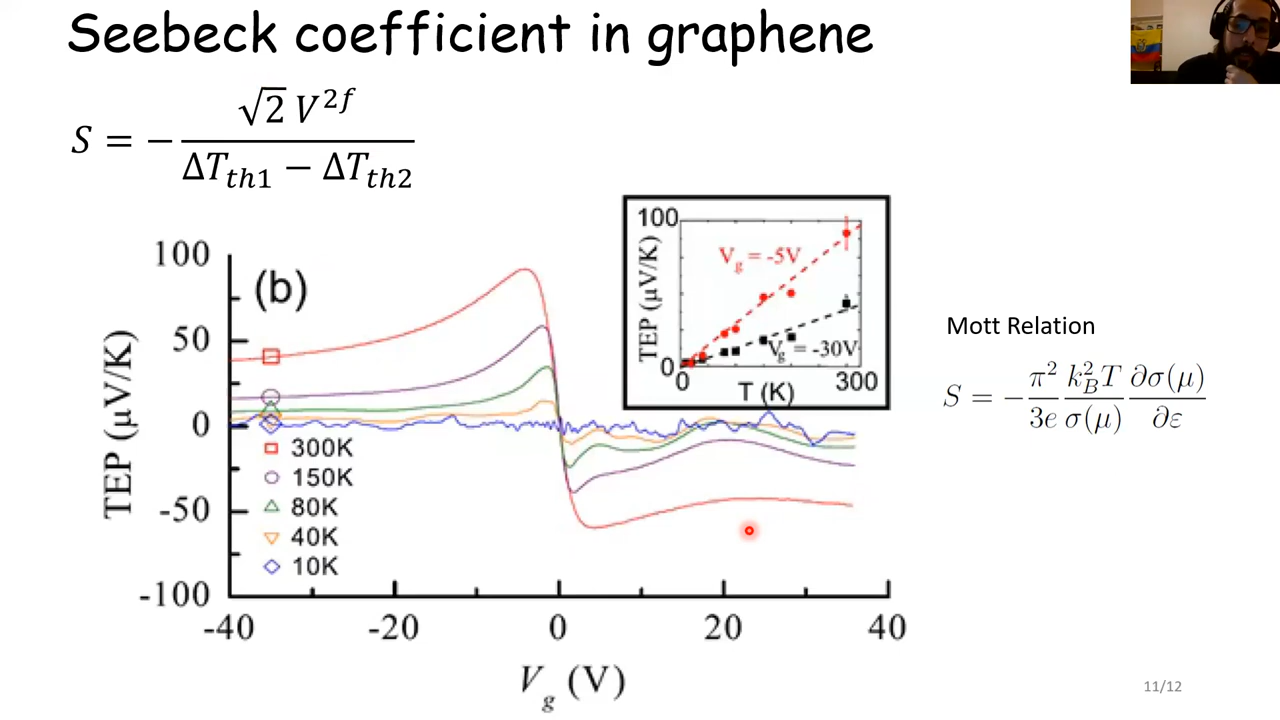 Seebeck coefficient in graphene
S = − √2 V^{2f} / (ΔT_{th1} − ΔT_{th2})
(b)
TEP (μV/K)
100
50
0
-50
-100
300K
150K
80K
40K
10K
-40
-20
0
20
40
V_g (V)
TEP (μV/K)
100
0
V_g = -5V
V_g = -30V
0
300
T (K)
Mott Relation
S = − π²/3e k_B²T/σ(μ) ∂σ(μ)/∂ε
11/12